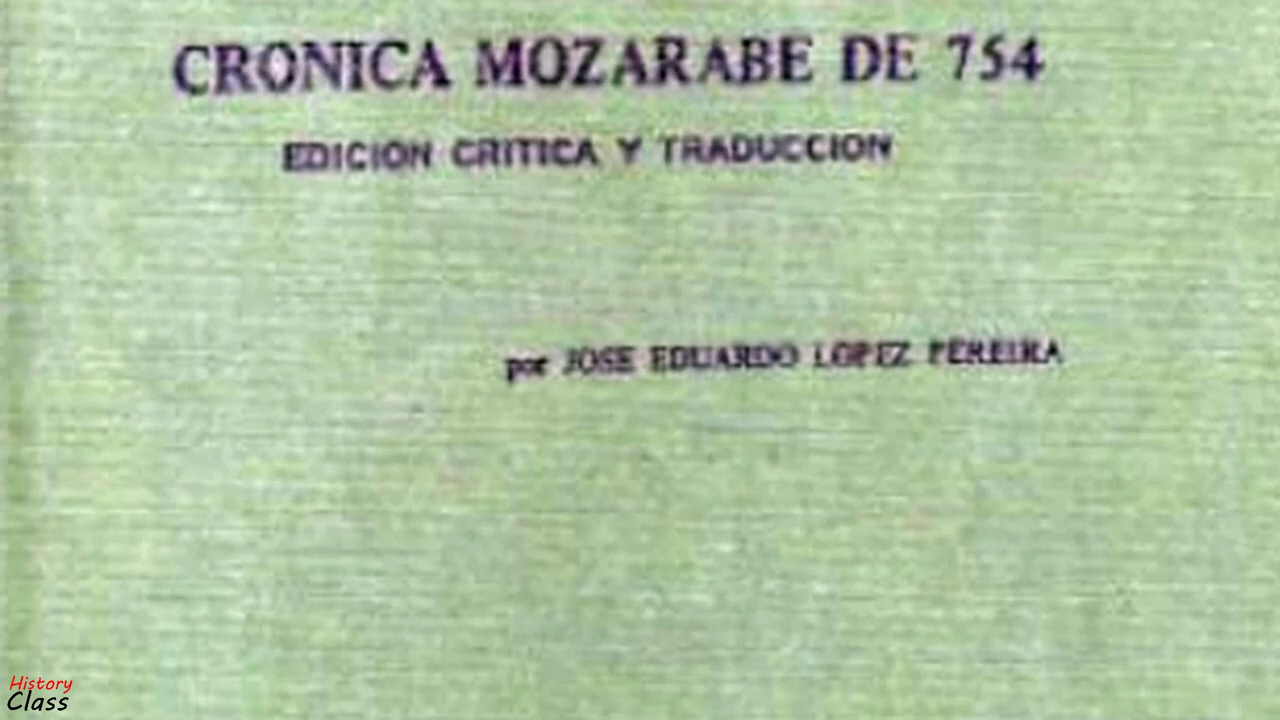 CRONICA MOZARABE DE 754
EDICION CRITICA Y TRADUCCION
por JOSE EDUARDO LOPEZ PEREIRA
History
Class